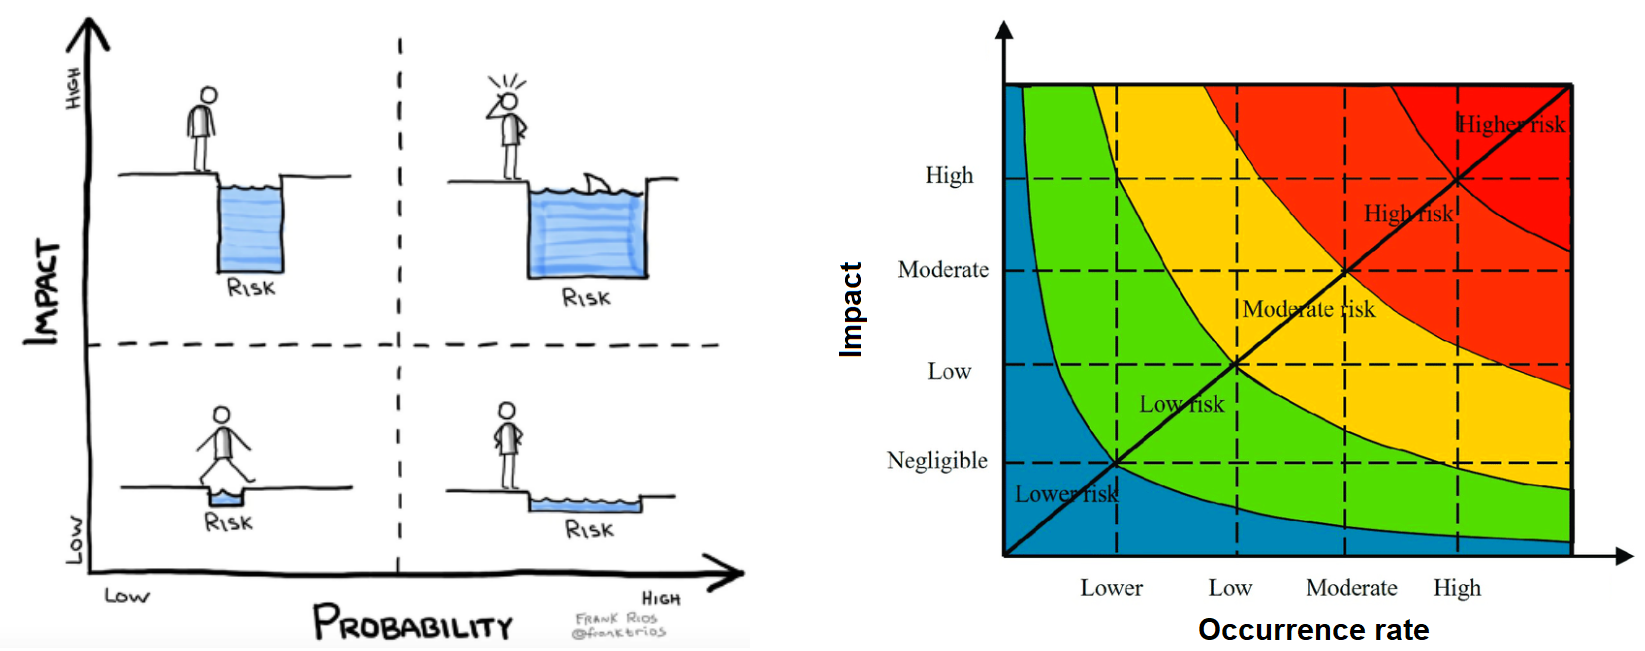 HIGH
IMPACT
LOW
RISK
RISK
RISK
RISK
LOW
HIGH
PROBABILITY
FRANK RIOS
@franktrios
Impact
High
Moderate
Low
Negligible
Higher risk
High risk
Moderate risk
Low risk
Lower risk
Lower Low Moderate High
Occurrence rate